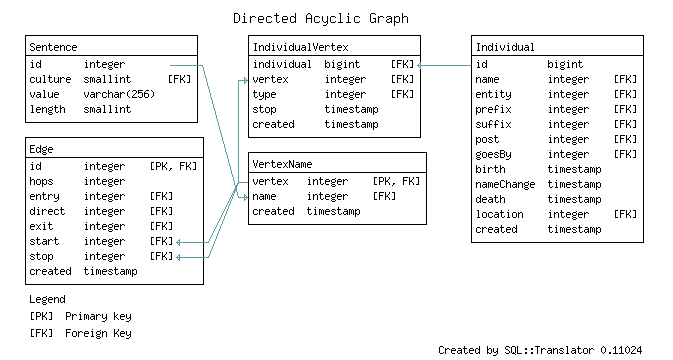 Directed Acyclic Graph
Sentence
id integer
culture smallint [FK]
value varchar(256)
length smallint
Edge
id integer [PK, FK]
hops integer
entry integer [FK]
direct integer [FK]
exit integer [FK]
start integer [FK]
stop integer [FK]
created timestamp
IndividualVertex
individual bigint [FK]
vertex integer [FK]
type integer [FK]
stop timestamp
created timestamp
VertexName
vertex integer [PK, FK]
name integer [FK]
created timestamp
Individual
id bigint
name integer [FK]
entity integer [FK]
prefix integer [FK]
suffix integer [FK]
post integer [FK]
goesBy integer [FK]
birth timestamp
nameChange timestamp
death timestamp
location integer [FK]
created timestamp
Legend
[PK] Primary key
[FK] Foreign Key
Created by SQL::Translator 0.11024